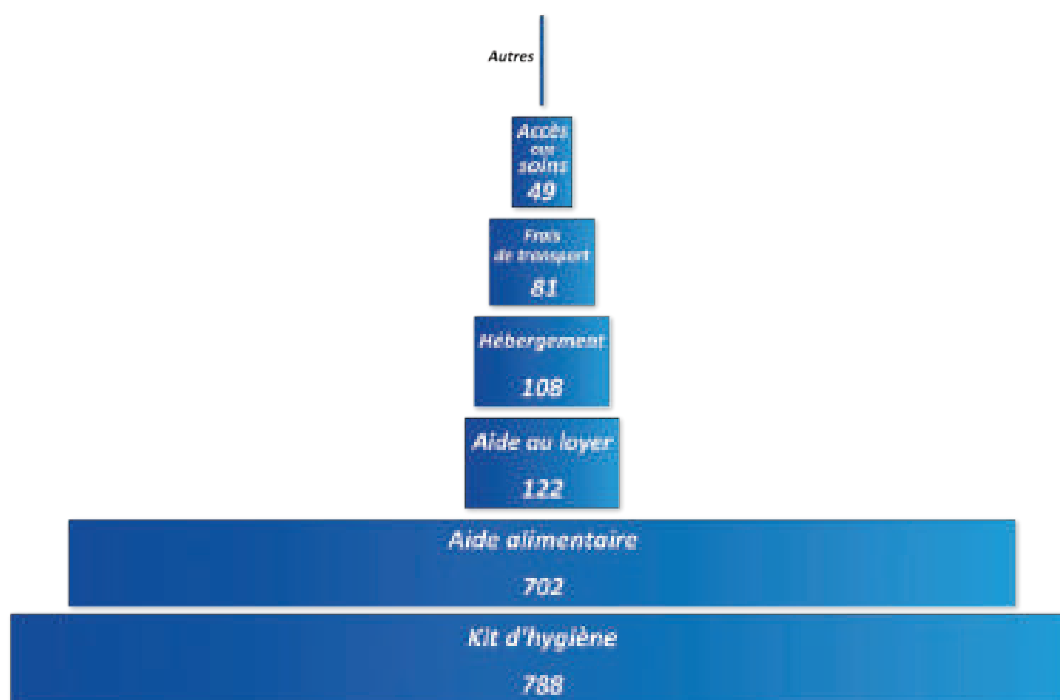 Autres
Accès
aux
soins
49
Frais
de transport
81
Hébergement
108
Aide au loyer
122
Aide alimentaire
702
Kit d'hygiène
788